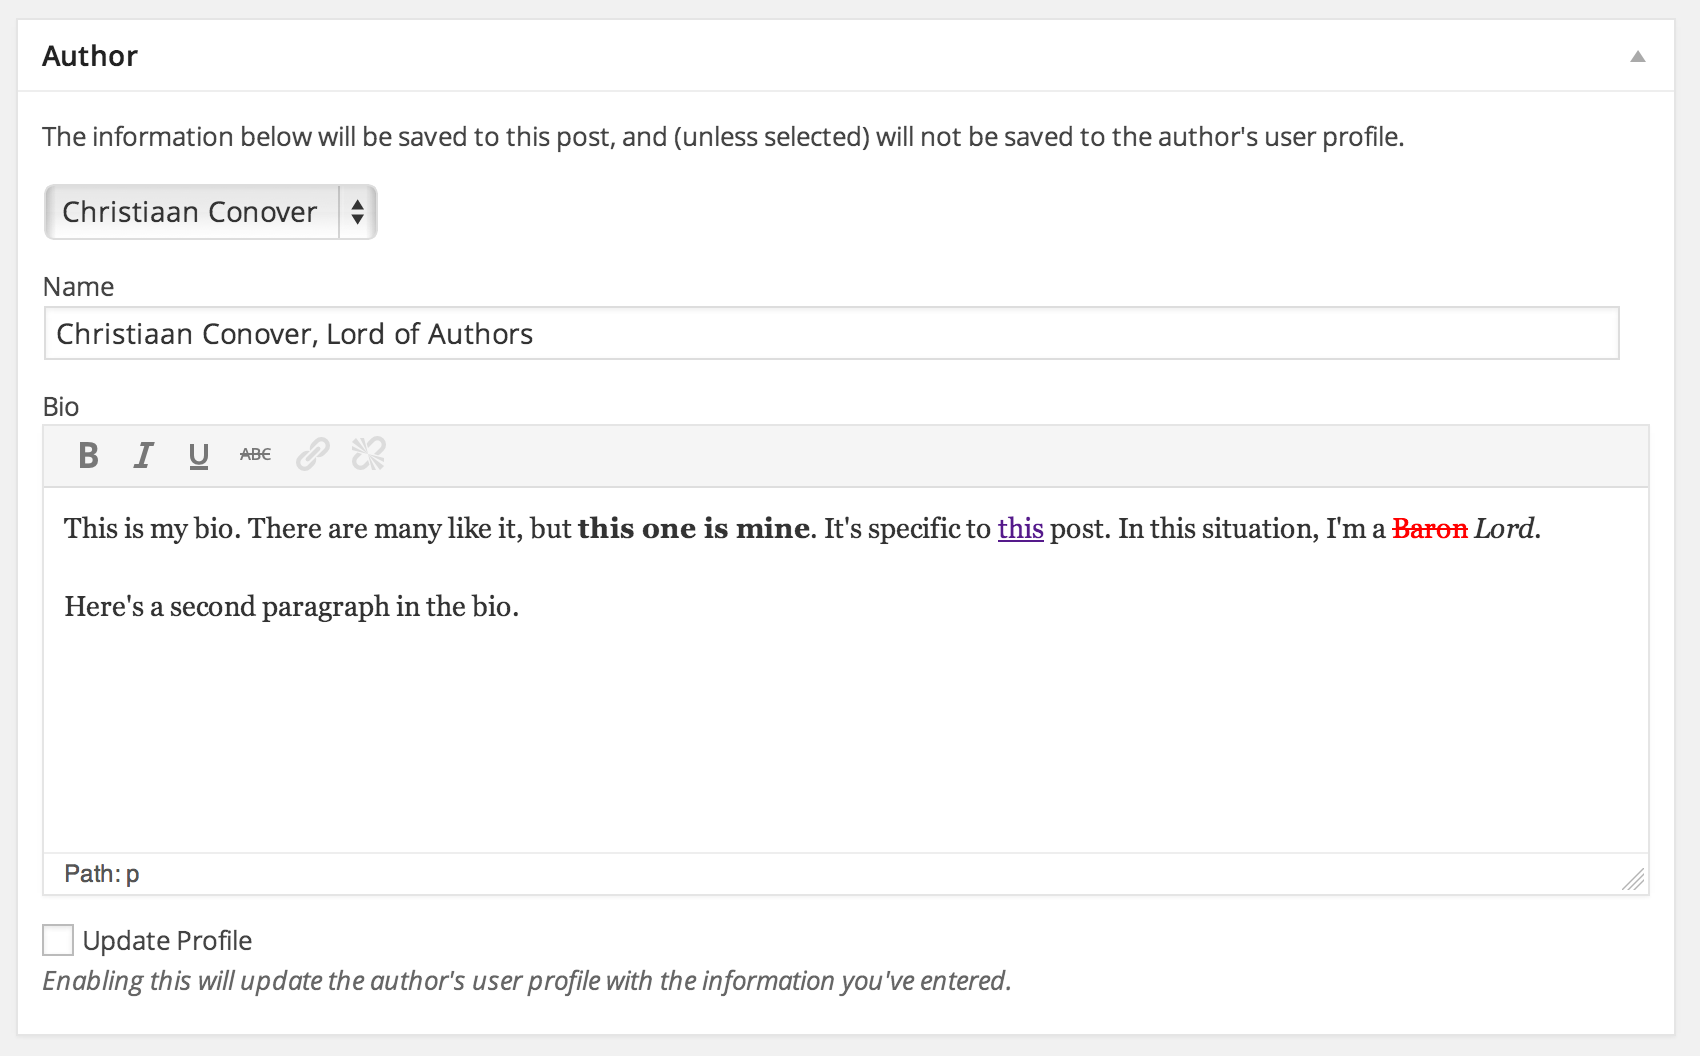 Author
The information below will be saved to this post, and (unless selected) will not be saved to the author's user profile.
Christiaan Conover
Name
Christiaan Conover, Lord of Authors
Bio
B I U ABC
This is my bio. There are many like it, but this one is mine. It's specific to this post. In this situation, I'm a Baron Lord.
Here's a second paragraph in the bio.
Path: p
Update Profile
Enabling this will update the author's user profile with the information you've entered.